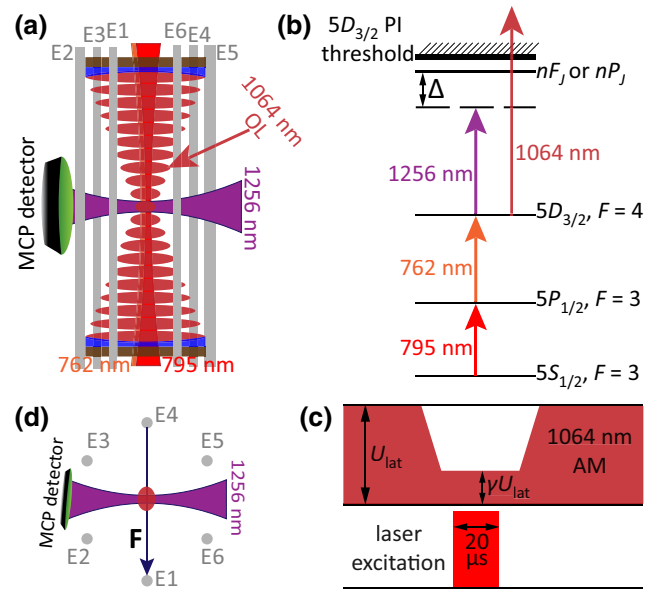 (a)
E1
E3
E2
E6
E4
E5
1064 nm
OL
MCP detector
1256 nm
762 nm
795 nm
(b)
5D3/2 PI
threshold
nFJ or nPJ
Δ
1064 nm
1256 nm
5D3/2, F = 4
762 nm
5P1/2, F = 3
795 nm
5S1/2, F = 3
(d)
E4
E3
E5
MCP detector
1256 nm
F
E2
E6
E1
(c)
Ulat
1064 nm
AM
γUlat
laser
excitation
20
μs